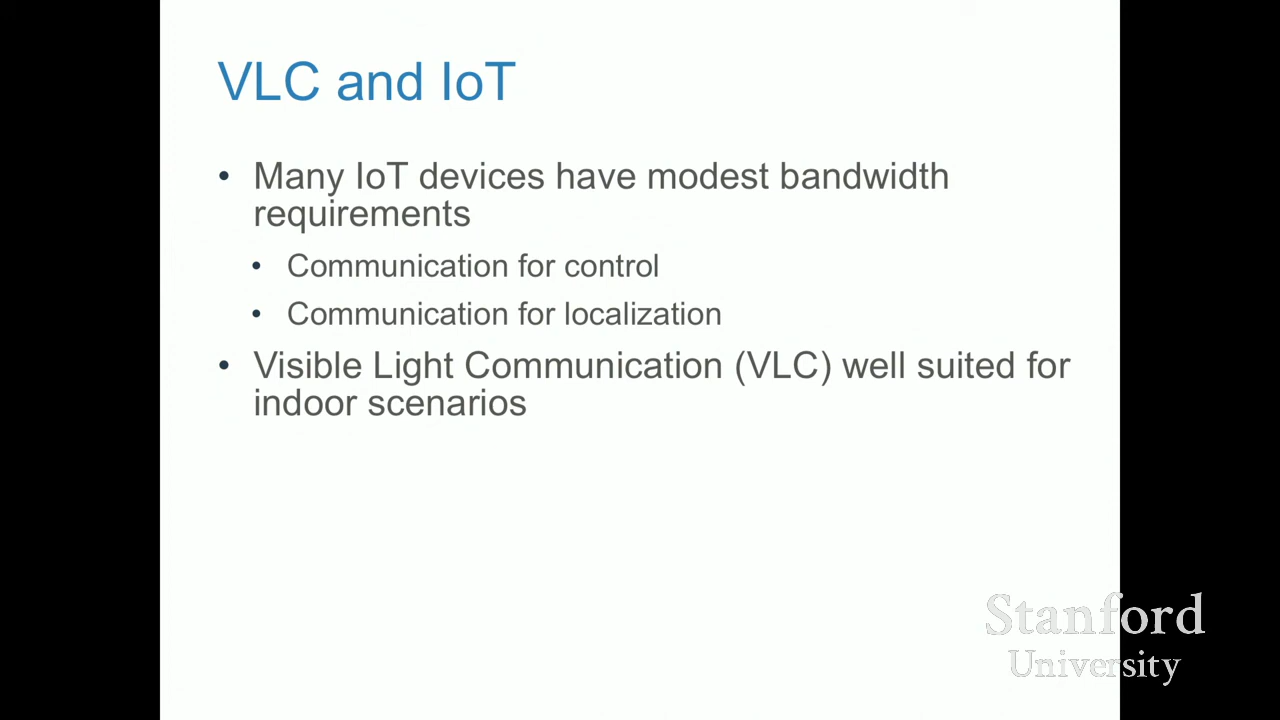 VLC and IoT
• Many IoT devices have modest bandwidth
requirements
• Communication for control
• Communication for localization
• Visible Light Communication (VLC) well suited for
indoor scenarios
Stanford
University